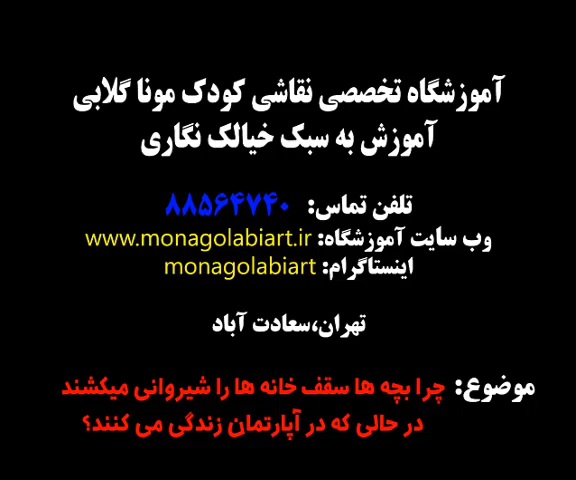 آموزشگاه تخصصی نقاشی کودک مونا گلابی
آموزش به سبک خیالک نگاری
تلفن تماس: ۸۸۵۶۴۷۴۰
وب سایت آموزشگاه: www.monagolabiart.ir
اینستاگرام: monagolabiart
تهران،سعادت آباد
موضوع: چرا بچه ها سقف خانه ها را شیروانی میکشند
در حالی که در آپارتمان زندگی می کنند؟